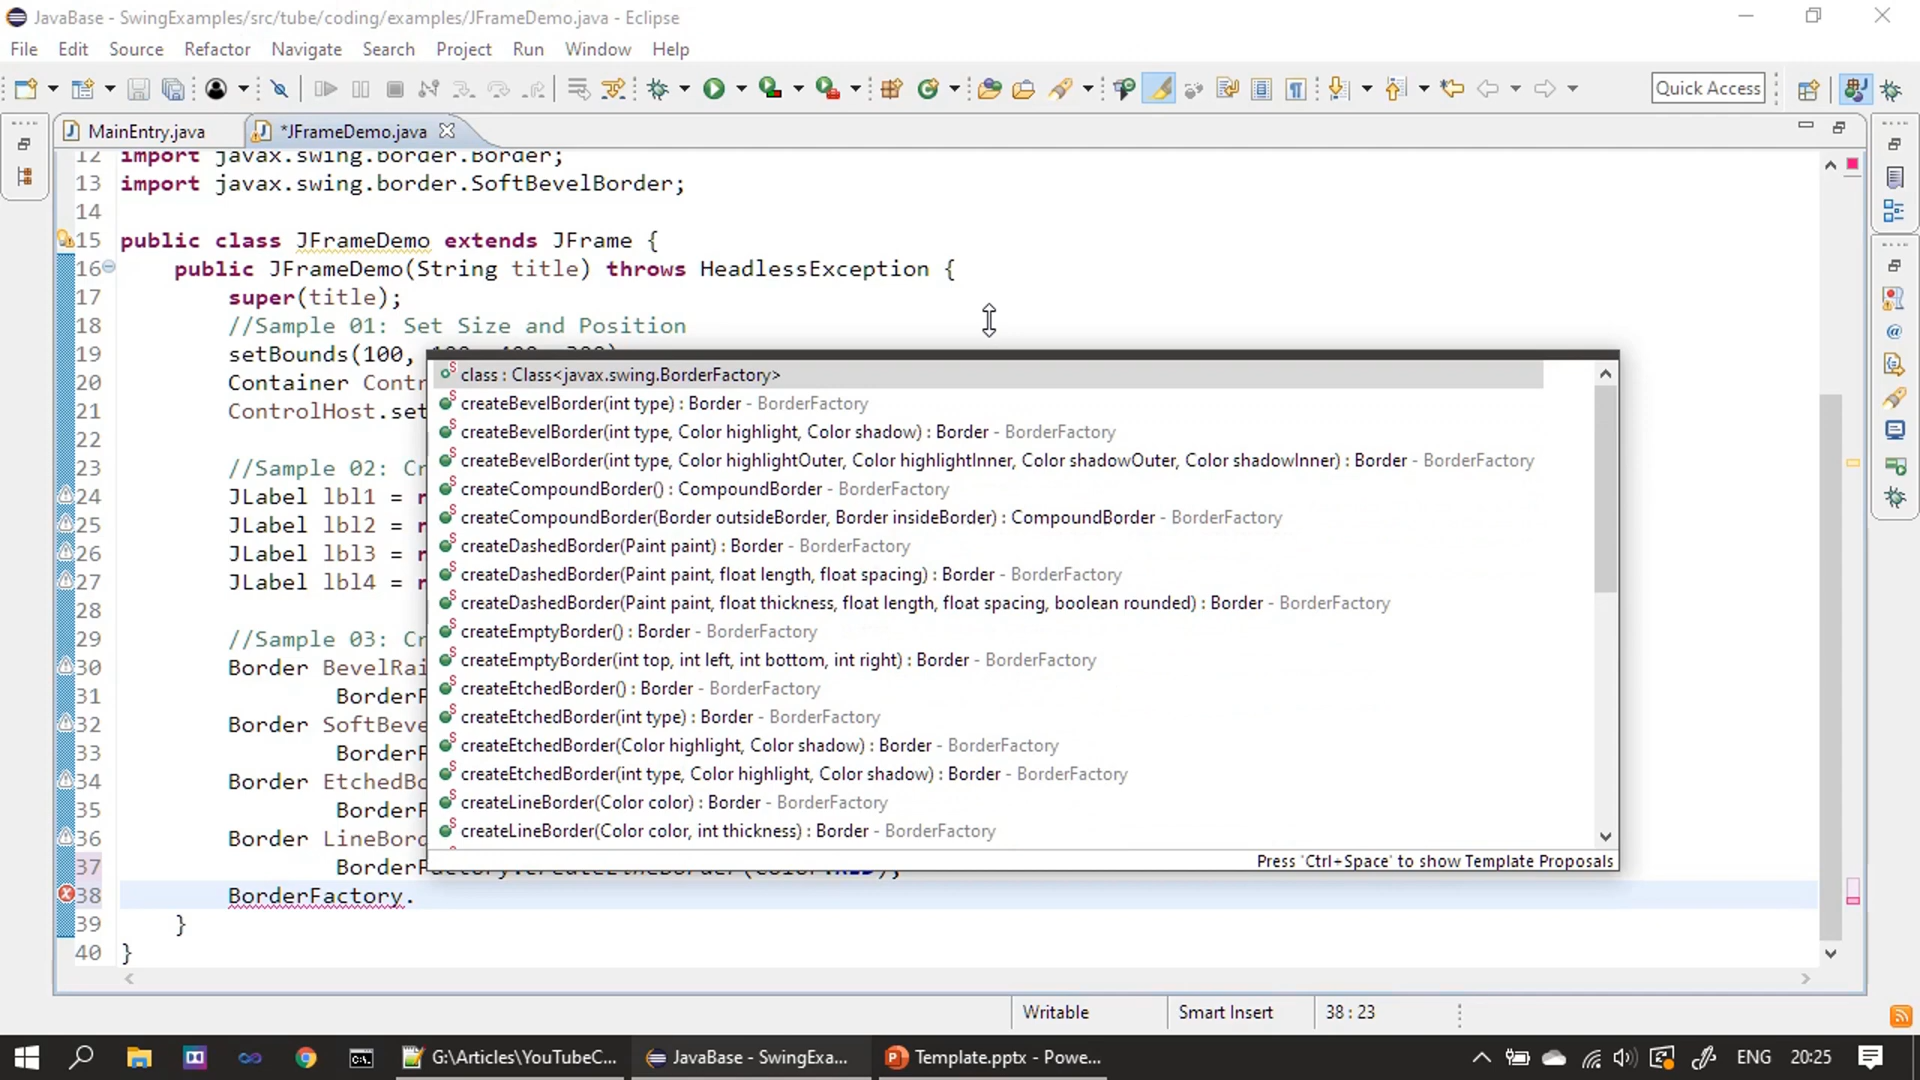 JavaBase - SwingExamples/src/tube/coding/examples/JFrameDemo.java - Eclipse
File Edit Source Refactor Navigate Search Project Run Window Help
Quick Access
MainEntry.java *JFrameDemo.java
12 import javax.swing.border.Border;
13 import javax.swing.border.SoftBevelBorder;
14
15 public class JFrameDemo extends JFrame {
16 public JFrameDemo(String title) throws HeadlessException {
17 super(title);
18 //Sample 01: Set Size and Position
19 setBounds(100, 100, 400, 300)
20 Container Contr
21 ControlHost.set
22
23 //Sample 02: Cr
24 JLabel lbl1 =
25 JLabel lbl2 =
26 JLabel lbl3 =
27 JLabel lbl4 =
28
29 //Sample 03: Cr
30 Border BevelRai
31 BorderF
32 Border SoftBeve
33 BorderF
34 Border EtchedBo
35 BorderF
36 Border LineBord
37 BorderFactory.createLineBorder(Color.RED);
38 BorderFactory.
39 }
40 }
class : Class<javax.swing.BorderFactory>
createBevelBorder(int type) : Border - BorderFactory
createBevelBorder(int type, Color highlight, Color shadow) : Border - BorderFactory
createBevelBorder(int type, Color highlightOuter, Color highlightInner, Color shadowOuter, Color shadowInner) : Border - BorderFactory
createCompoundBorder() : CompoundBorder - BorderFactory
createCompoundBorder(Border outsideBorder, Border insideBorder) : CompoundBorder - BorderFactory
createDashedBorder(Paint paint) : Border - BorderFactory
createDashedBorder(Paint paint, float length, float spacing) : Border - BorderFactory
createDashedBorder(Paint paint, float thickness, float length, float spacing, boolean rounded) : Border - BorderFactory
createEmptyBorder() : Border - BorderFactory
createEmptyBorder(int top, int left, int bottom, int right) : Border - BorderFactory
createEtchedBorder() : Border - BorderFactory
createEtchedBorder(int type) : Border - BorderFactory
createEtchedBorder(Color highlight, Color shadow) : Border - BorderFactory
createEtchedBorder(int type, Color highlight, Color shadow) : Border - BorderFactory
createLineBorder(Color color) : Border - BorderFactory
createLineBorder(Color color, int thickness) : Border - BorderFactory
Press 'Ctrl+Space' to show Template Proposals
Writable Smart Insert 38 : 23
G:\Articles\YouTubeC... JavaBase - SwingExa... Template.pptx - Powe... ENG 20:25